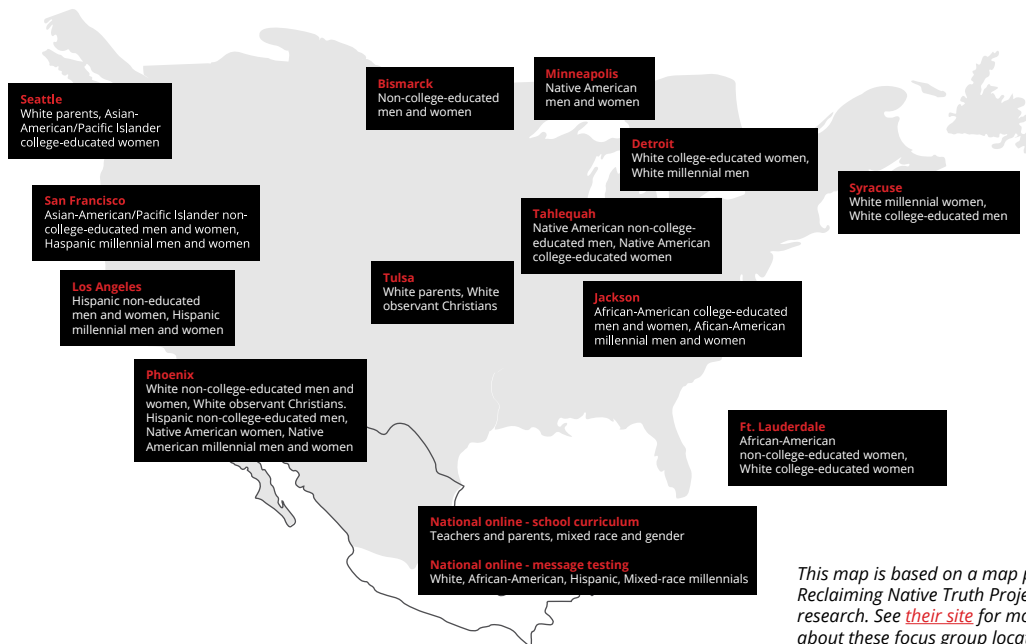 Seattle
White parents, Asian-
American/Pacific Islander
college-educated women
Bismarck
Non-college-educated
men and women
Minneapolis
Native American
men and women
Detroit
White college-educated women,
White millennial men
Syracuse
White millennial women,
White college-educated men
San Francisco
Asian-American/Pacific Islander non-
college-educated men and women,
Haspanic millennial men and women
Tahlequah
Native American non-college-
educated men, Native American
college-educated women
Los Angeles
Hispanic non-educated
men and women, Hispanic
millennial men and women
Tulsa
White parents, White
observant Christians
Jackson
African-American college-educated
men and women, Afican-American
millennial men and women
Phoenix
White non-college-educated men and
women, White observant Christians.
Hispanic non-college-educated men,
Native American women, Native
American millennial men and women
Ft. Lauderdale
African-American
non-college-educated women,
White college-educated women
National online - school curriculum
Teachers and parents, mixed race and gender
National online - message testing
White, African-American, Hispanic, Mixed-race millennials
This map is based on a map
Reclaiming Native Truth
research. See their site for
about these focus group